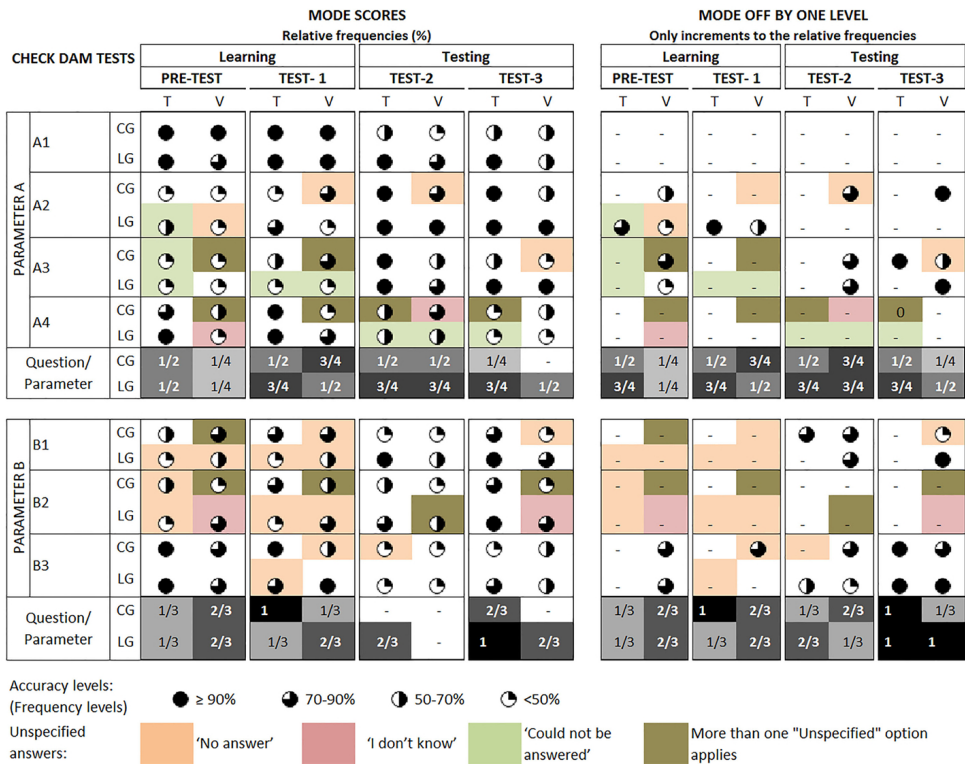 MODE SCORES MODE OFF BY ONE LEVEL
Relative frequencies (%) Only increments to the relative frequencies
CHECK DAM TESTS Learning Testing Learning Testing
PRE-TEST TEST- 1 TEST-2 TEST-3 PRE-TEST TEST- 1 TEST-2 TEST-3
T V T V T V T V T V T V T V T V
PARAMETER A
A1 CG - - - - - - - -
LG - - - - - - - -
A2 CG - - - - -
LG - - - -
A3 CG - - - -
LG - - - - -
A4 CG - - - - - - 0 -
LG - - - - - - - -
Question/ Parameter CG 1/2 1/4 1/2 3/4 1/2 1/2 1/4 - 1/2 1/4 1/2 3/4 1/2 3/4 1/2 1/4
LG 1/2 1/4 3/4 1/2 3/4 3/4 3/4 1/2 3/4 1/4 3/4 1/2 3/4 3/4 3/4 1/2
PARAMETER B
B1 CG - - - - -
LG - - - - - -
B2 CG - - - - - - - -
LG - - - - - - - -
B3 CG - - -
LG - - -
Question/ Parameter CG 1/3 2/3 1 1/3 - - 2/3 - 1/3 2/3 1 2/3 1/3 2/3 1 1/3
LG 1/3 2/3 1/3 2/3 2/3 - 1 2/3 1/3 2/3 1/3 2/3 2/3 2/3 1 1
Accuracy levels:
(Frequency levels) ≥ 90% 70-90% 50-70% <50%
Unspecified
answers: 'No answer' 'I don't know' 'Could not be
answered' More than one "Unspecified" option
applies